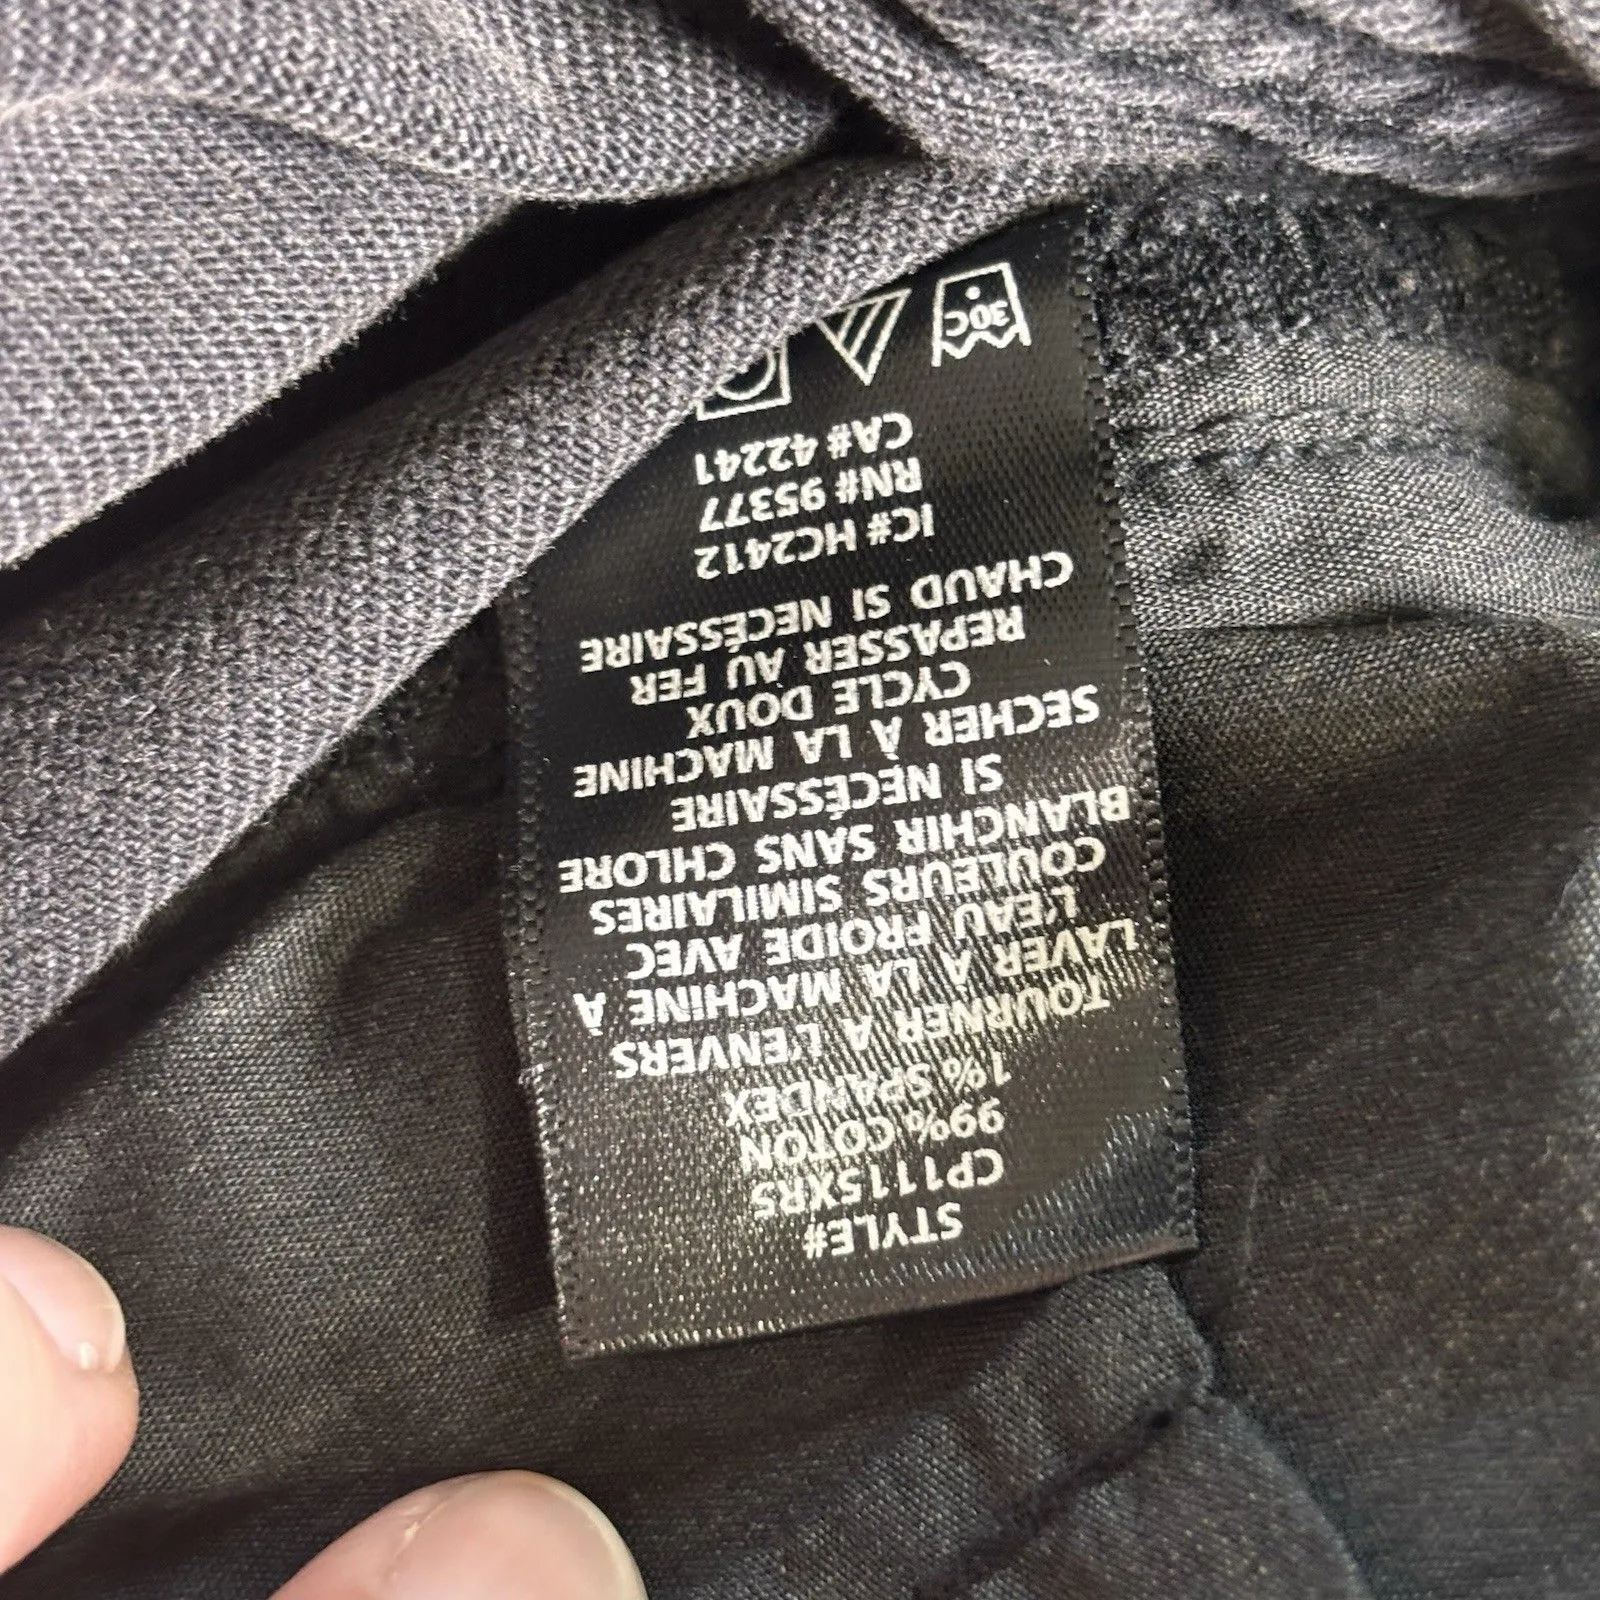 STYLE#
CP1115XRS
99% COTON
1% SPANDEX
TOURNER À L'ENVERS
LAVER À LA MACHINE À
L'EAU FROIDE AVEC
COULEURS SIMILAIRES
BLANCHIR SANS CHLORE
SI NÉCESSAIRE
SECHER À LA MACHINE
CYCLE DOUX
REPASSER AU FER
CHAUD SI NÉCESSAIRE
IC# HC2412
RN# 95377
CA# 42241
30C